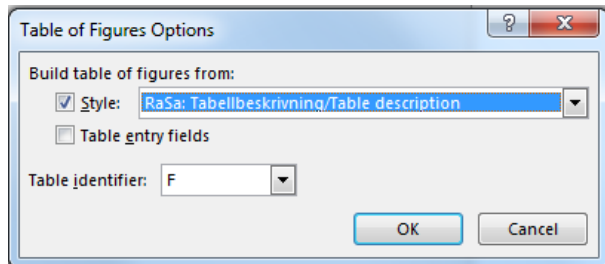 Table of Figures Options
Build table of figures from:
Style: RaSa: Tabellbeskrivning/Table description
Table entry fields
Table identifier: F
OK Cancel